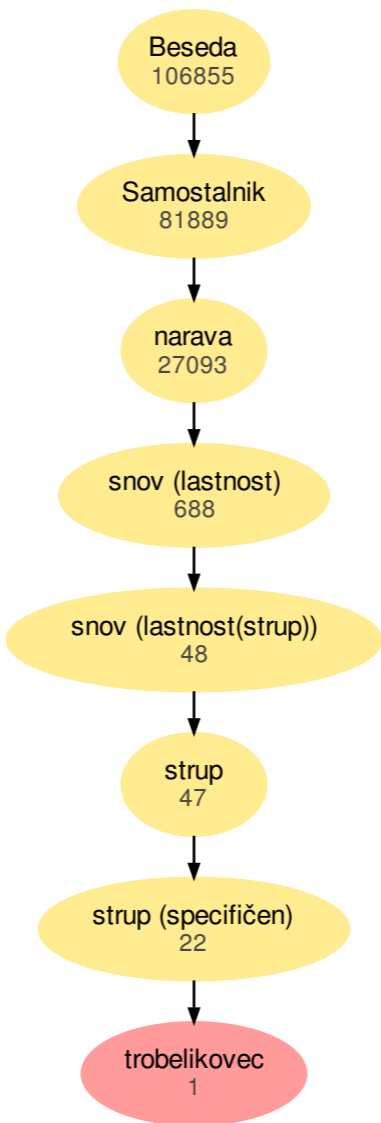 Beseda
106855
Samostalnik
81889
narava
27093
snov (lastnost)
688
snov (lastnost(strup))
48
strup
47
strup (specifičen)
22
trobelikovec
1